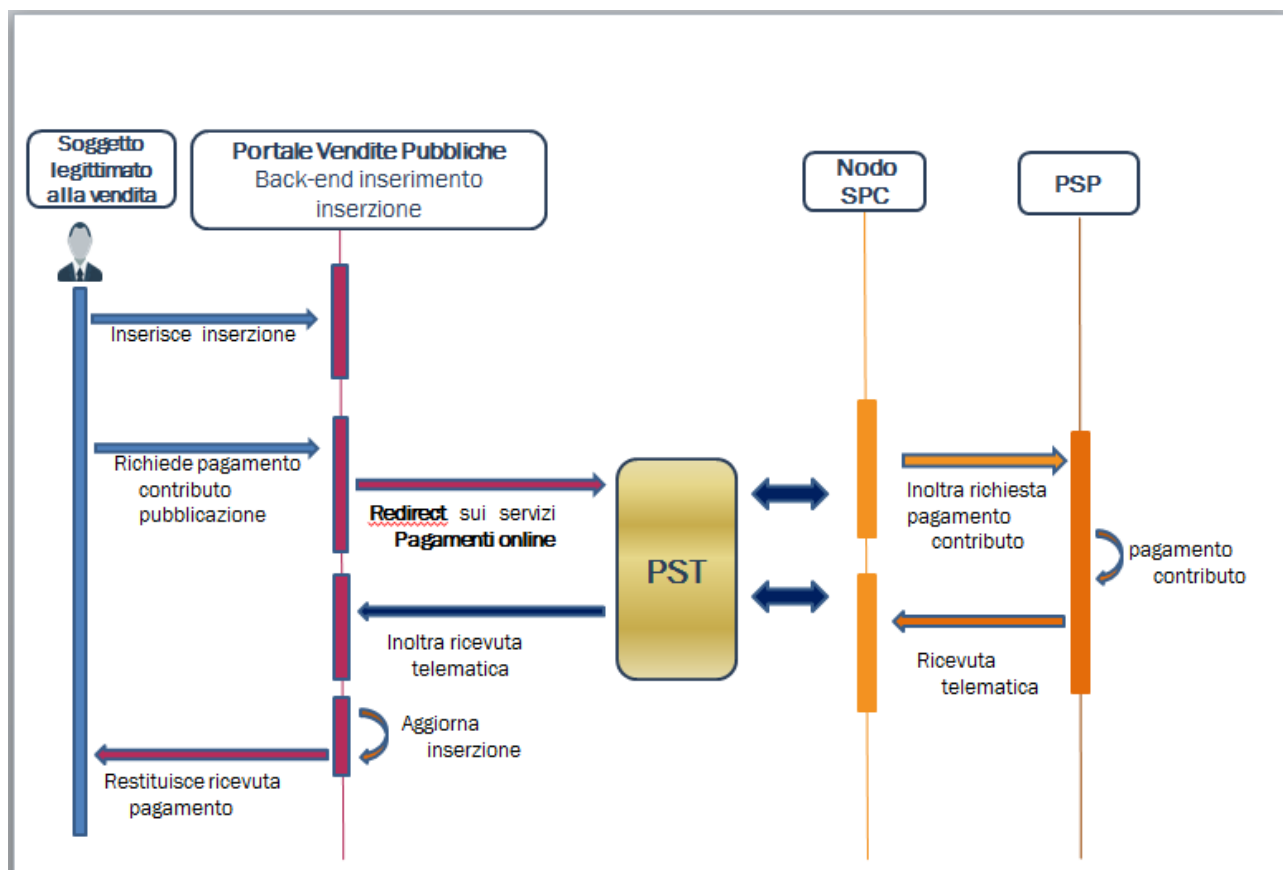 Soggetto
legittimato
alla vendita
Portale Vendite Pubbliche
Back-end inserimento
inserzione
Nodo
SPC
PSP
Inserisce inserzione
Richiede pagamento
contributo
pubblicazione
Redirect sui servizi
Pagamenti online
PST
Inoltra richiesta
pagamento
contributo
pagamento
contributo
Inoltra ricevuta
telematica
Ricevuta
telematica
Aggiorna
inserzione
Restituisce ricevuta
pagamento